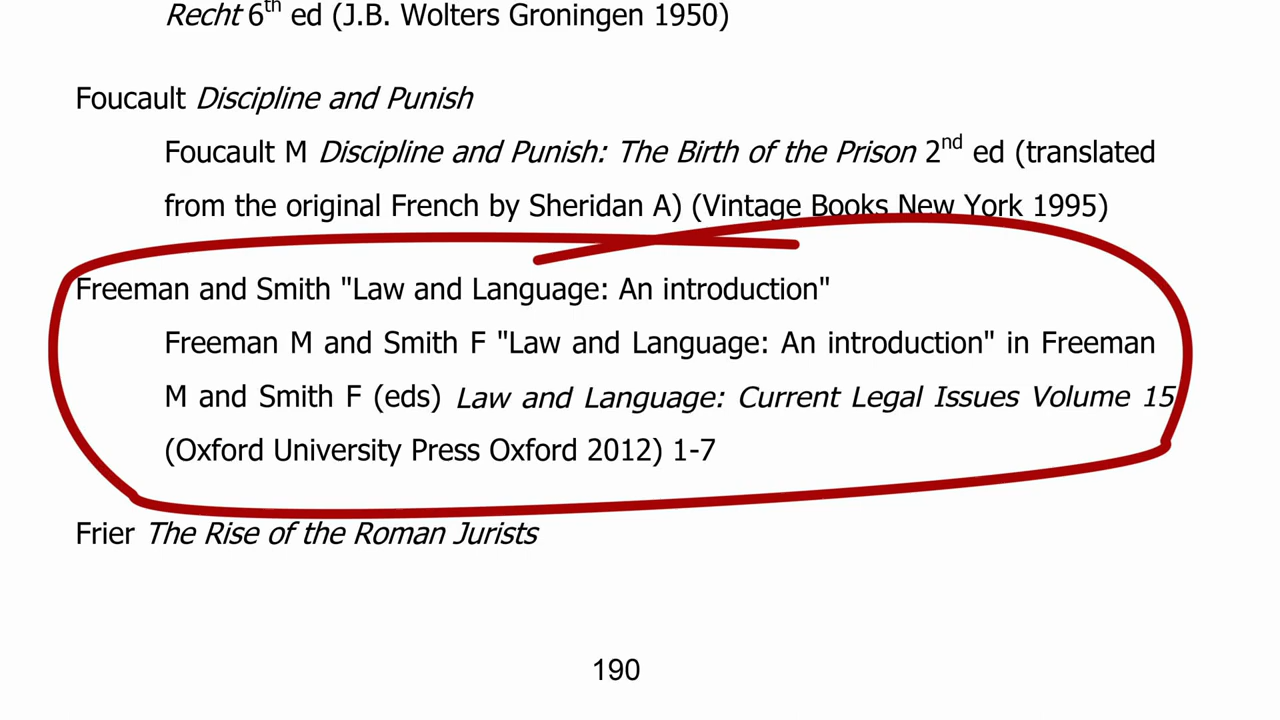 Recht 6th ed (J.B. Wolters Groningen 1950)
Foucault Discipline and Punish
Foucault M Discipline and Punish: The Birth of the Prison 2nd ed (translated
from the original French by Sheridan A) (Vintage Books New York 1995)
Freeman and Smith "Law and Language: An introduction"
Freeman M and Smith F "Law and Language: An introduction" in Freeman
M and Smith F (eds) Law and Language: Current Legal Issues Volume 15
(Oxford University Press Oxford 2012) 1-7
Frier The Rise of the Roman Jurists
190